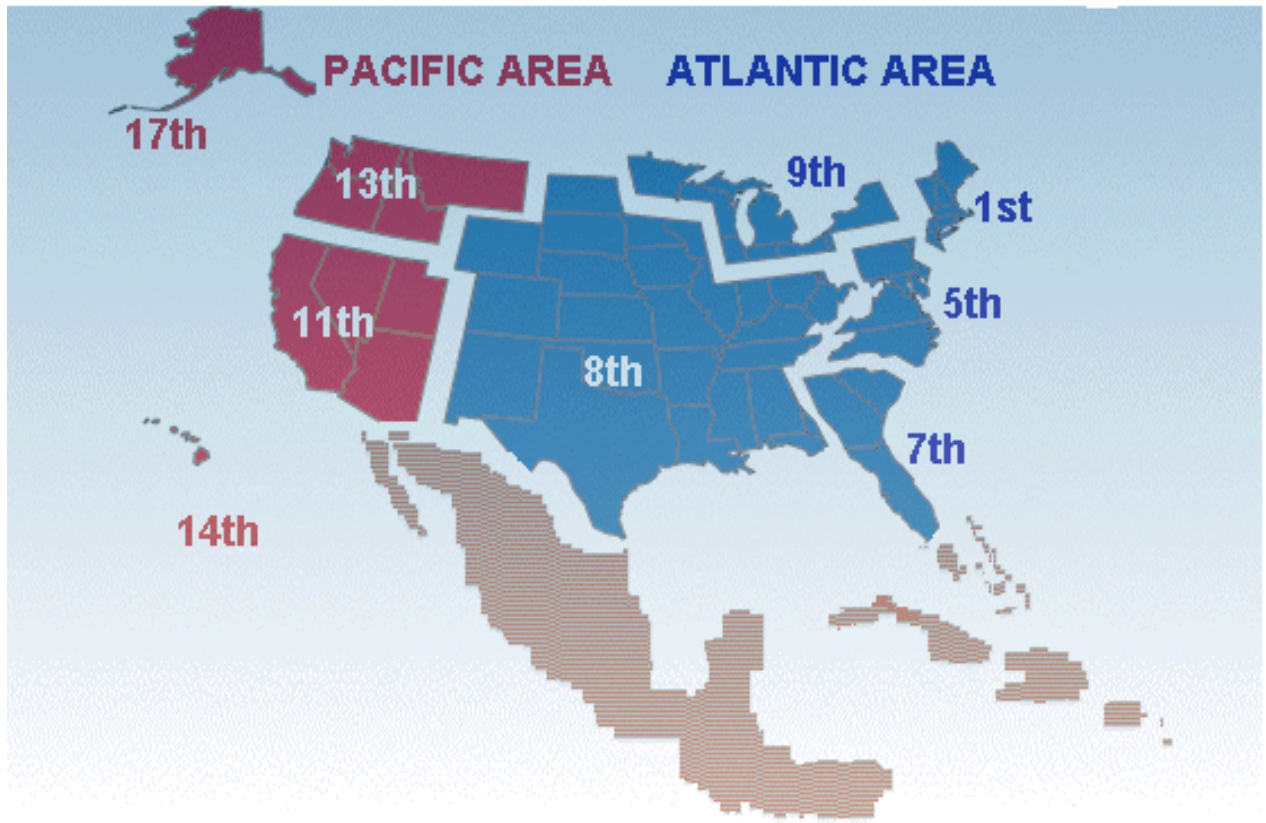 PACIFIC AREA
ATLANTIC AREA
17th
13th
9th
1st
11th
5th
8th
7th
14th